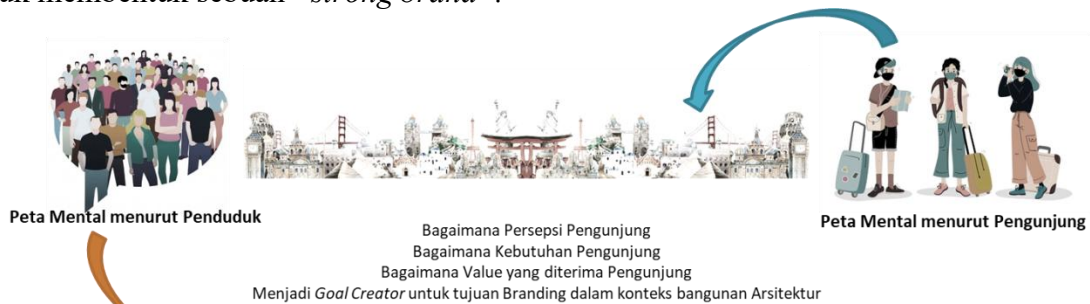 membentuk sebuah "strong brand".
Peta Mental menurut Penduduk
Peta Mental menurut Pengunjung
Bagaimana Persepsi Pengunjung
Bagaimana Kebutuhan Pengunjung
Bagaimana Value yang diterima Pengunjung
Menjadi Goal Creator untuk tujuan Branding dalam konteks bangunan Arsitektur